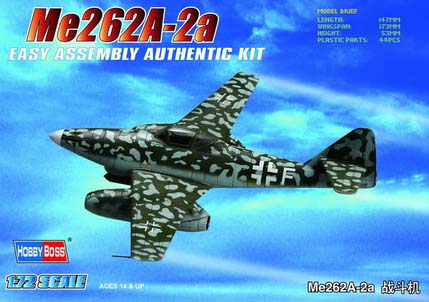 Me262A-2a
EASY ASSEMBLY AUTHENTIC KIT
MODEL BRIEF
LENGTH: 147MM
WINGSPAN: 173MM
HEIGHT: 53MM
PLASTIC PARTS: 44PCS
F
HOBBY BOSS
1:72 SCALE
AGES 14 & UP
Me262A-2a 战斗机